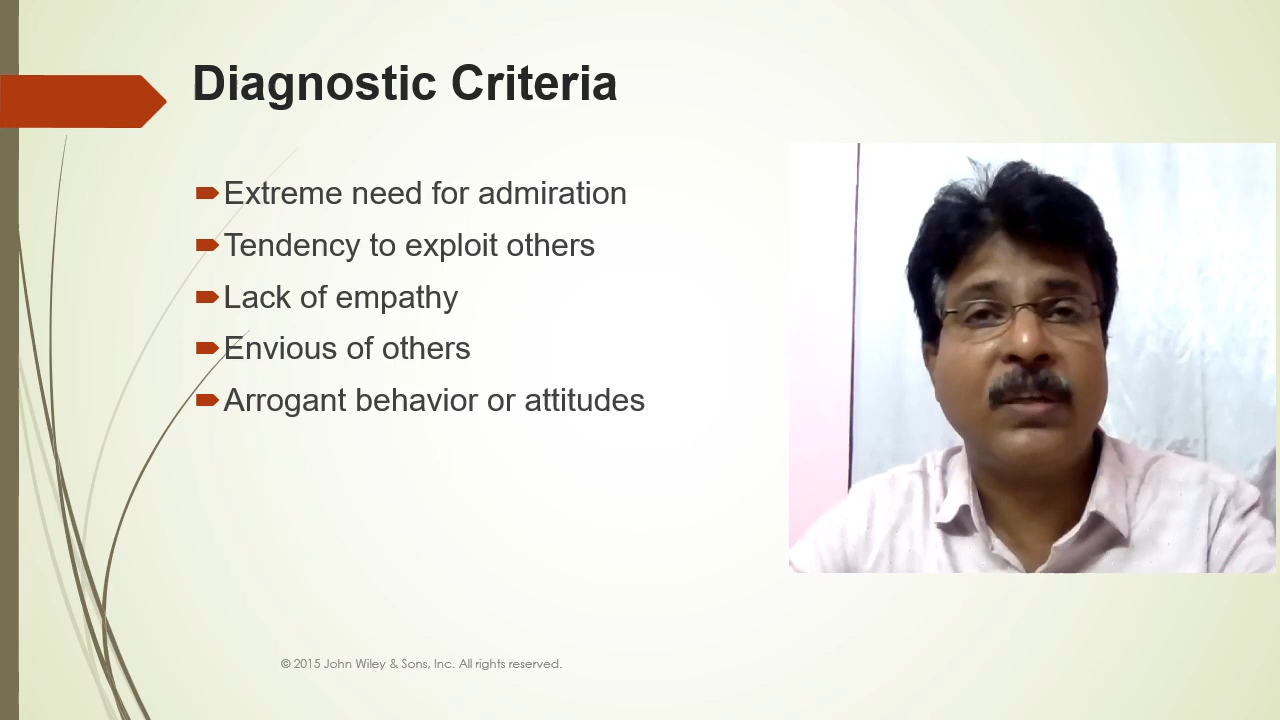 Diagnostic Criteria
Extreme need for admiration
Tendency to exploit others
Lack of empathy
Envious of others
Arrogant behavior or attitudes
© 2015 John Wiley & Sons, Inc. All rights reserved.